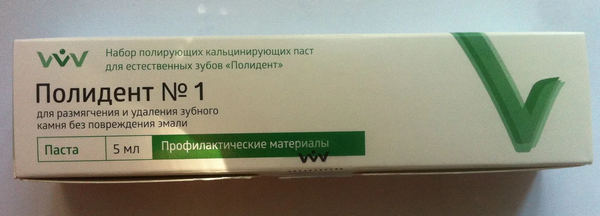 Набор полирующих кальцинирующих паст
для естественных зубов «Полидент»
Полидент № 1
для размягчения и удаления зубного
камня без повреждения эмали
Паста 5 мл Профилактические материалы